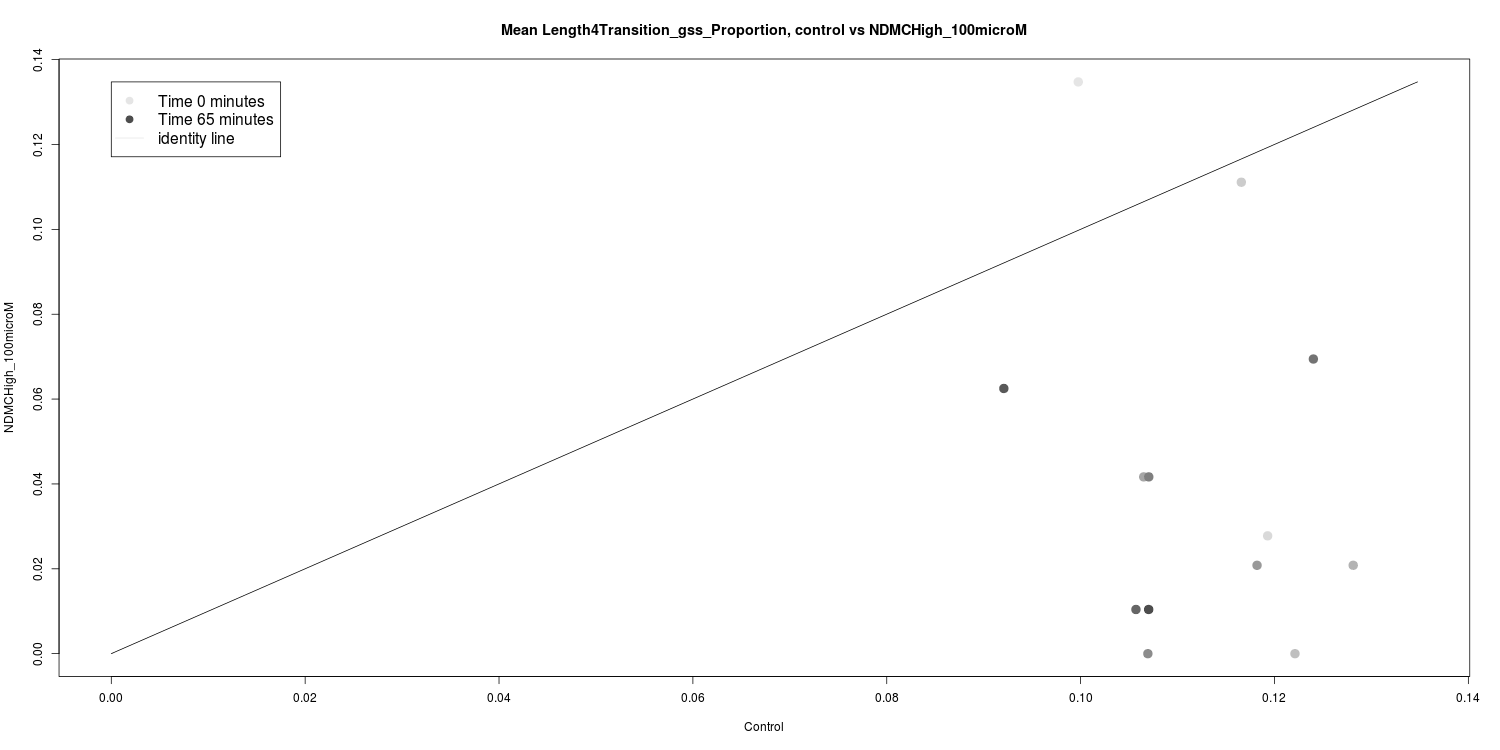 Mean Length4Transition_gss_Proportion, control vs NDMCHigh_100microM
Time 0 minutes
Time 65 minutes
identity line
NDMCHigh_100microM
0.14
0.12
0.10
0.08
0.06
0.04
0.02
0.00
0.00 0.02 0.04 0.06 0.08 0.10 0.12 0.14
Control